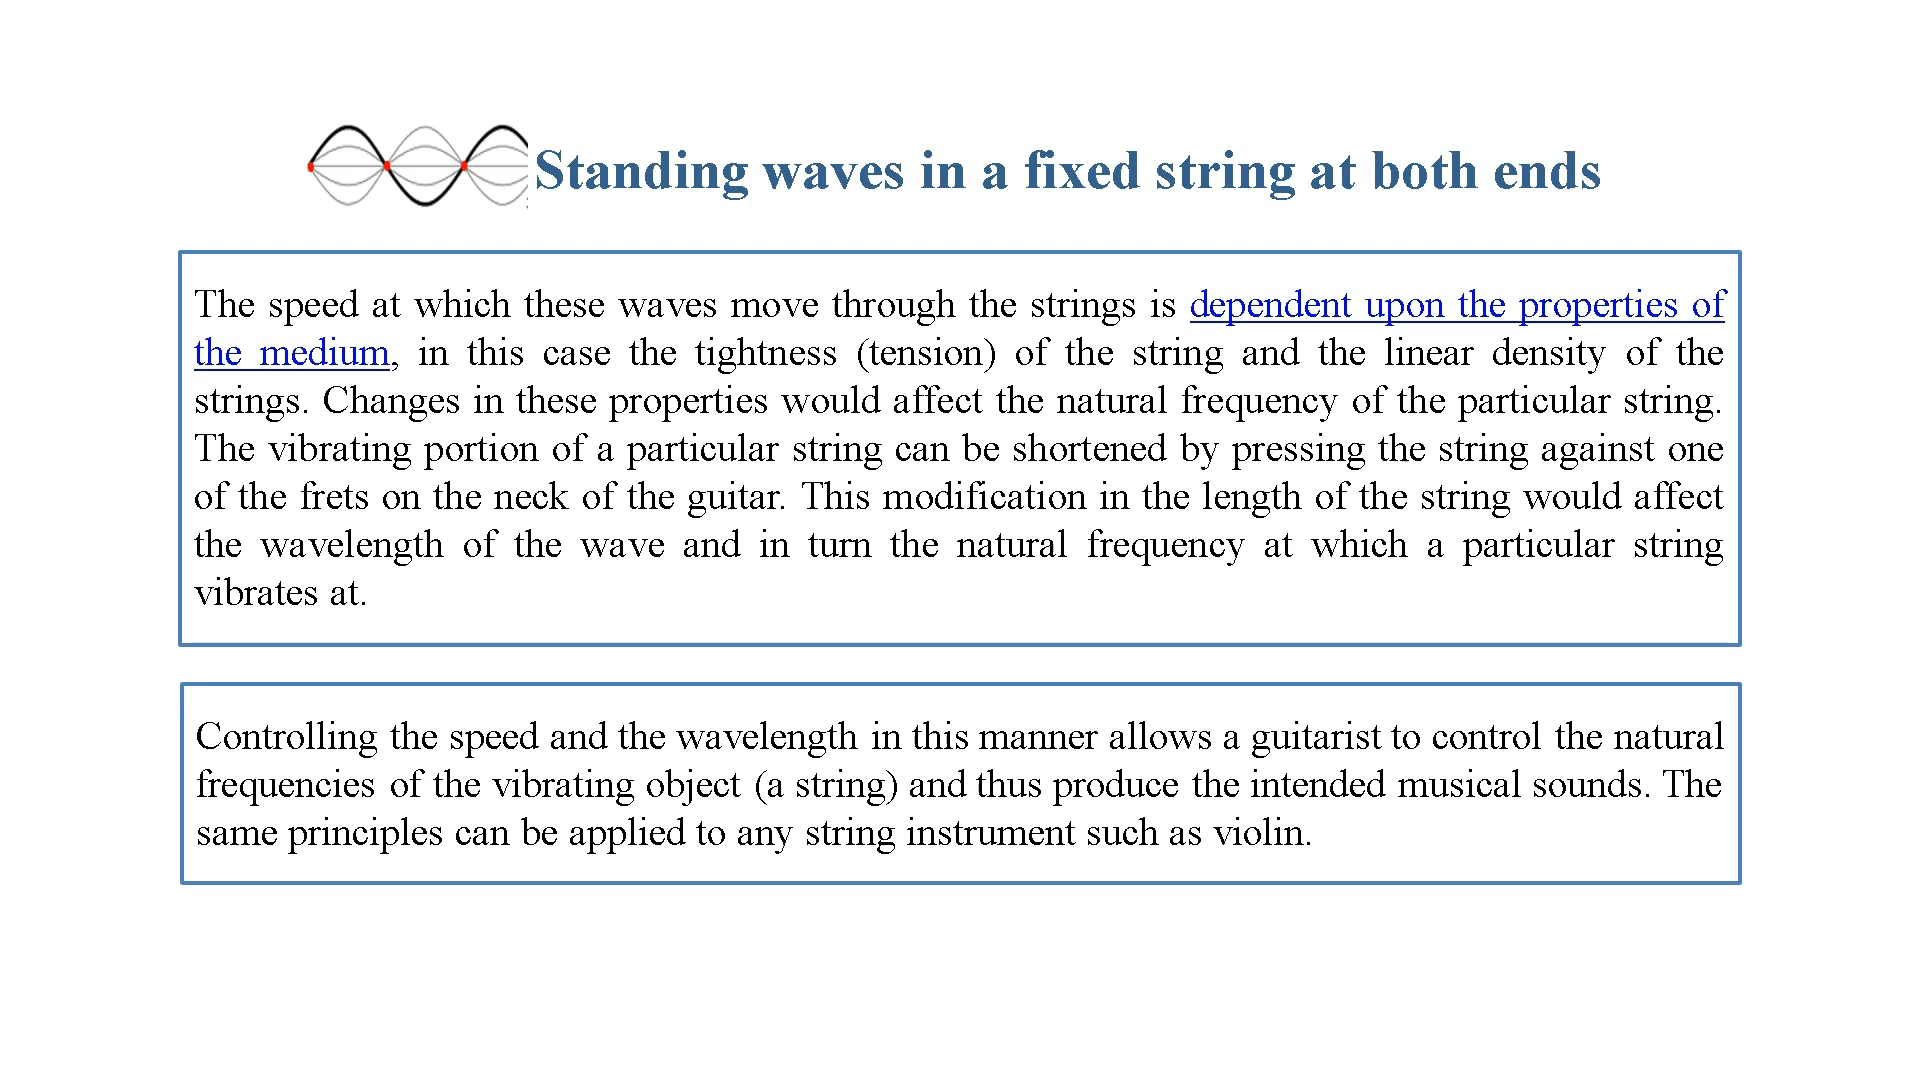 Standing waves in a fixed string at both ends
The speed at which these waves move through the strings is dependent upon the properties of
the medium, in this case the tightness (tension) of the string and the linear density of the
strings. Changes in these properties would affect the natural frequency of the particular string.
The vibrating portion of a particular string can be shortened by pressing the string against one
of the frets on the neck of the guitar. This modification in the length of the string would affect
the wavelength of the wave and in turn the natural frequency at which a particular string
vibrates at.
Controlling the speed and the wavelength in this manner allows a guitarist to control the natural
frequencies of the vibrating object (a string) and thus produce the intended musical sounds. The
same principles can be applied to any string instrument such as violin.